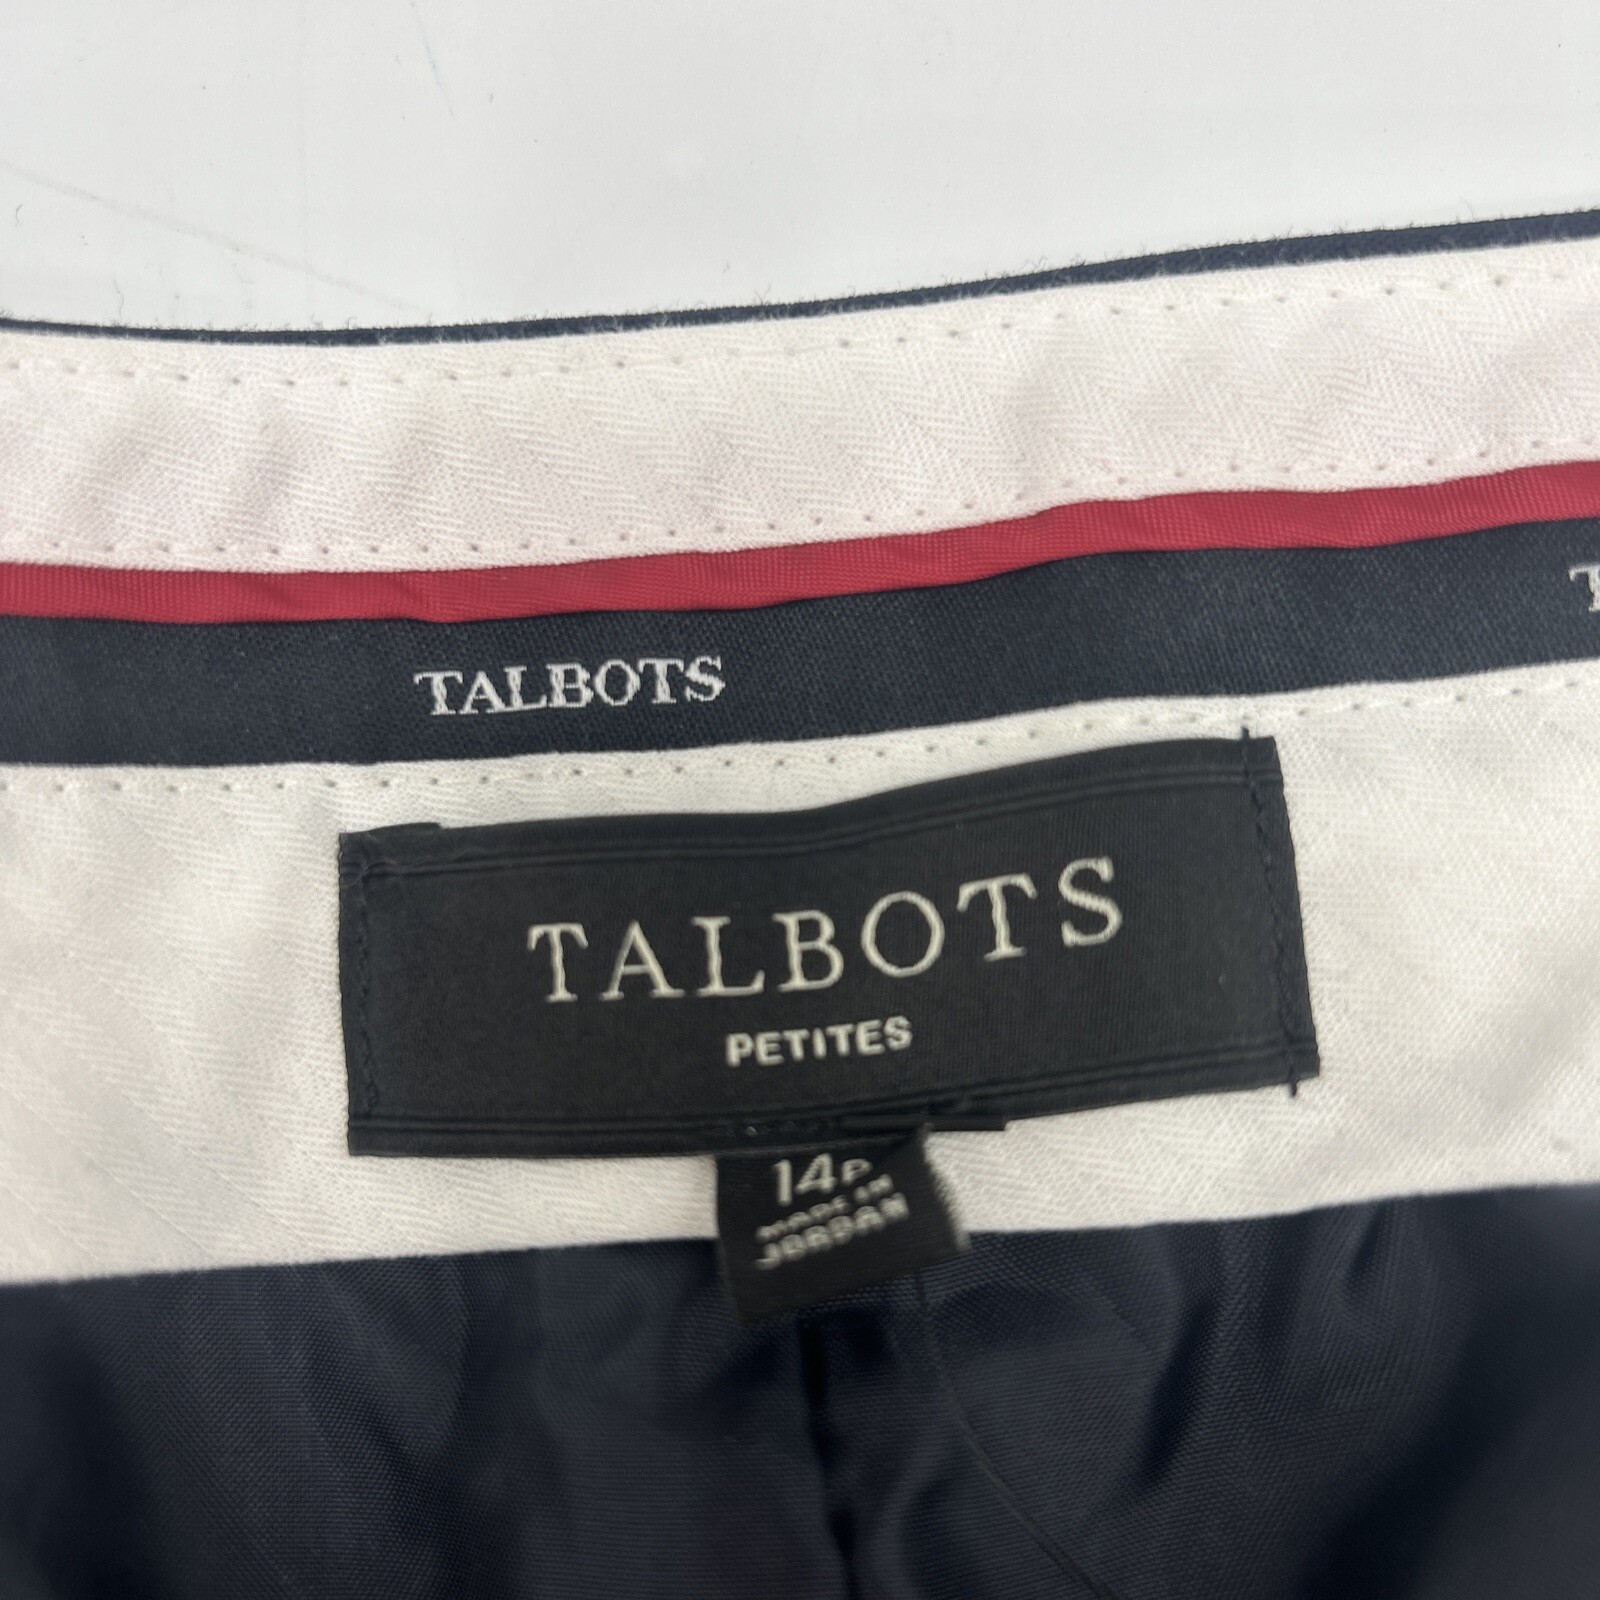 TALBOTS
TALBOTS
PETITES
14P
MADE IN
JORDAN